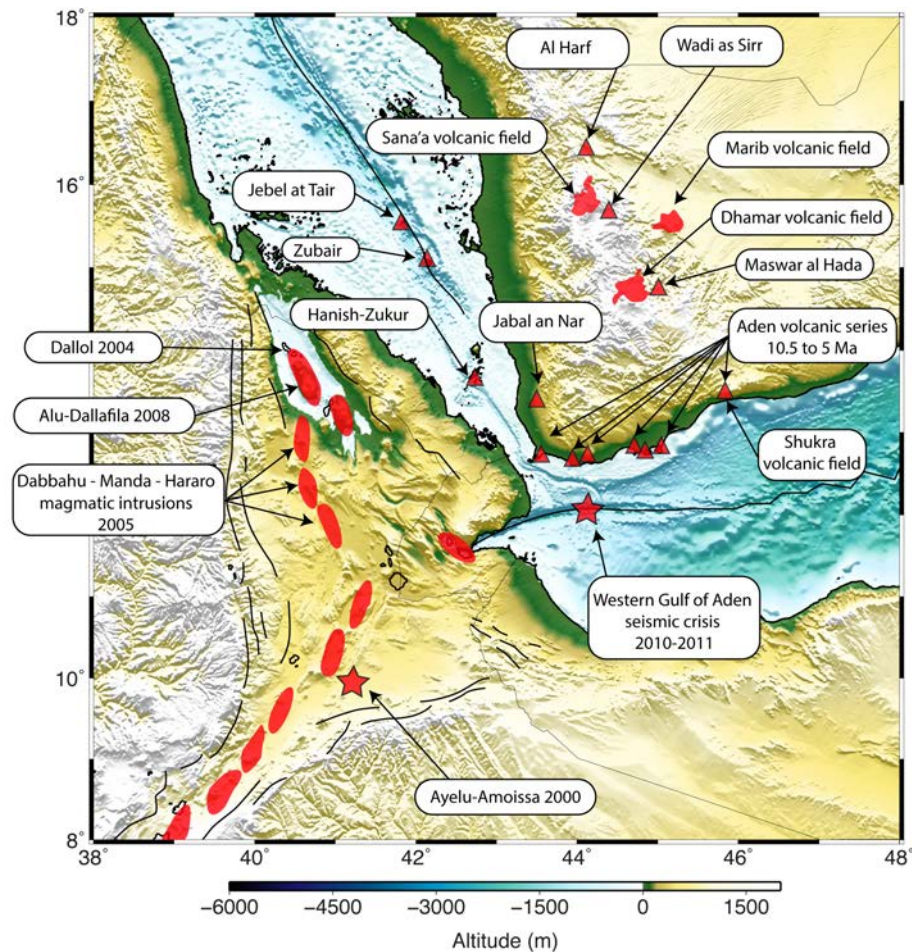 18°
Al Harf
Wadi as Sirr
Sana'a volcanic field
Marib volcanic field
16°
Jebel at Tair
Dhamar volcanic field
Zubair
Maswar al Hada
Hanish-Zukur
Jabal an Nar
Aden volcanic series
10.5 to 5 Ma
Dallol 2004
Alu-Dallafila 2008
Shukra
volcanic field
Dabbahu - Manda - Hararo
magmatic intrusions
2005
Western Gulf of Aden
seismic crisis
2010-2011
10°
Ayelu-Amoissa 2000
8°
38°
40°
42°
44°
46°
48°
−6000
−4500
−3000
−1500
0
1500
Altitude (m)